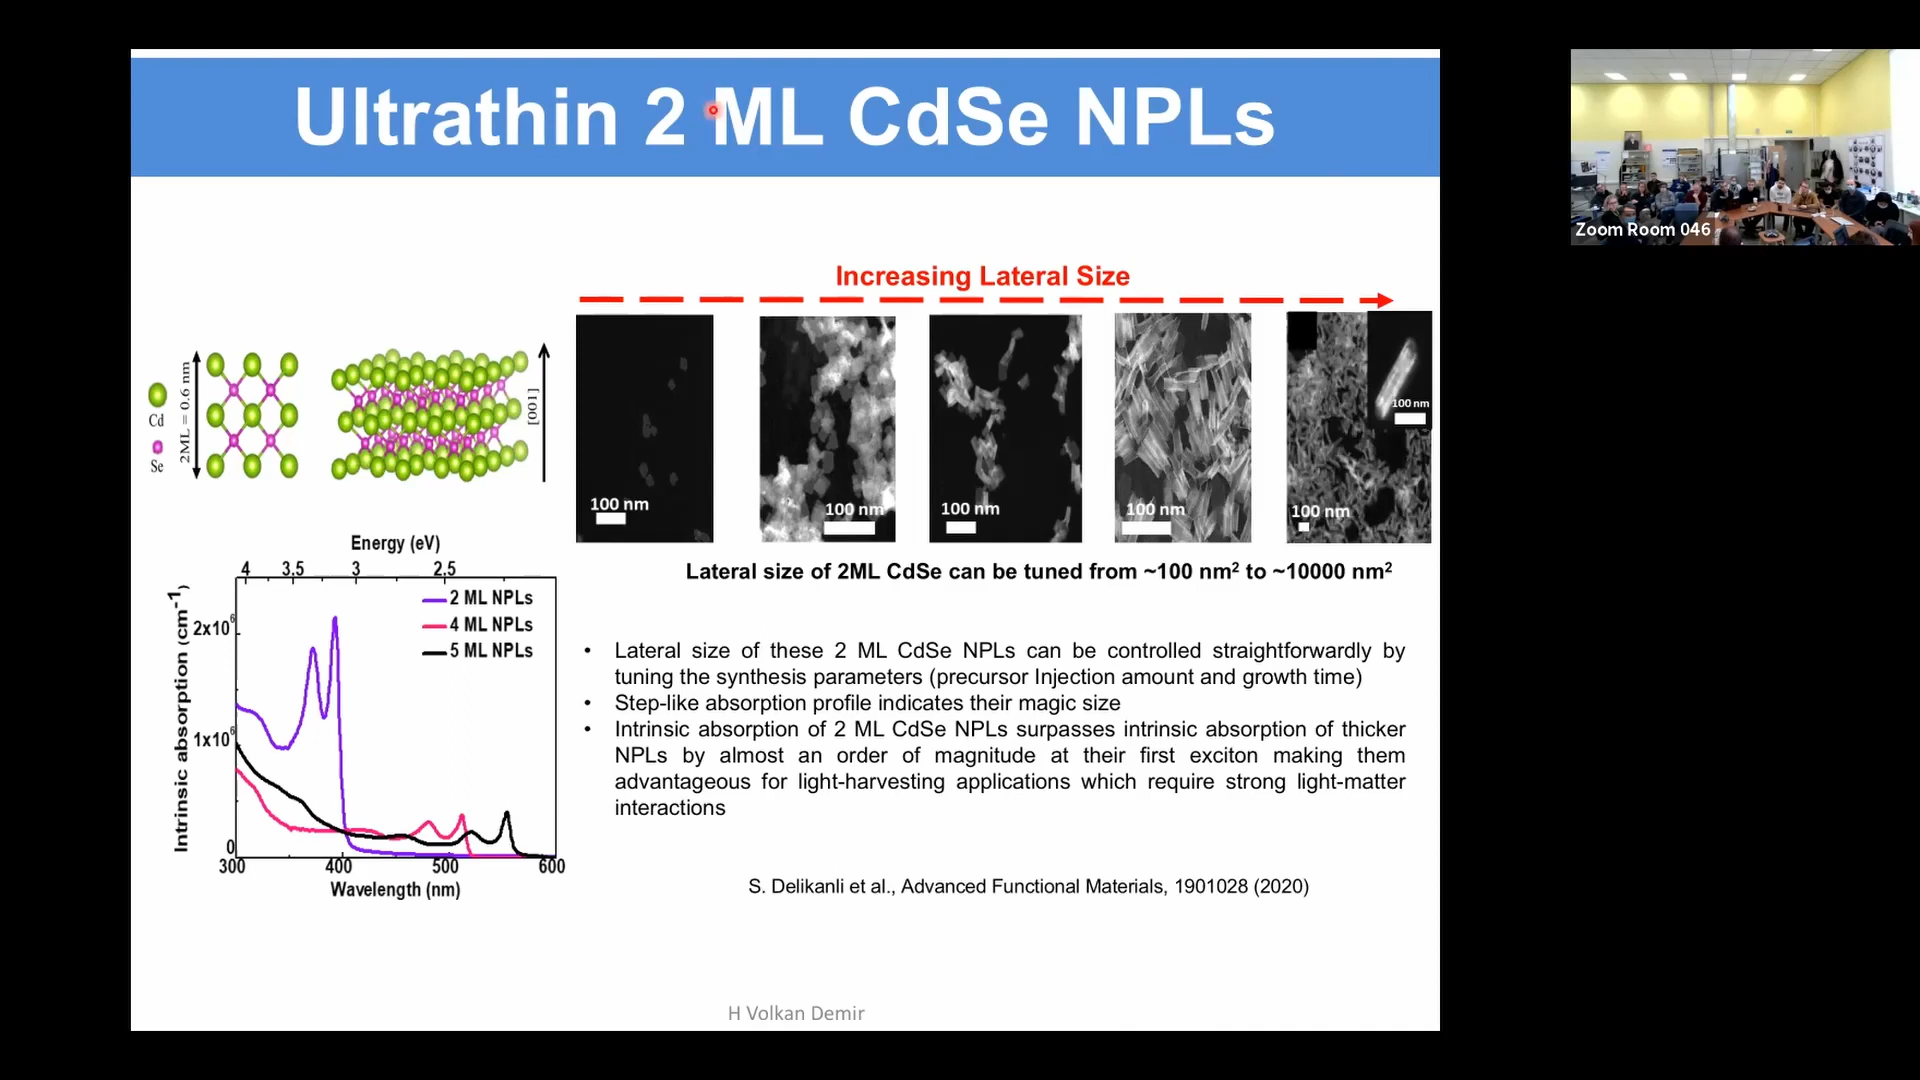 Ultrathin 2 ML CdSe NPLs
Zoom Room 046
Increasing Lateral Size
Cd
Se
2ML = 0.6 nm
[001]
100 nm
100 nm
100 nm
100 nm
100 nm
100 nm
Lateral size of 2ML CdSe can be tuned from ~100 nm² to ~10000 nm²
Energy (eV)
4 3.5 3 2.5
2 ML NPLs
4 ML NPLs
5 ML NPLs
Intrinsic absorption (cm⁻¹)
2x10⁶
1x10⁶
0
300 400 500 600
Wavelength (nm)
• Lateral size of these 2 ML CdSe NPLs can be controlled straightforwardly by
tuning the synthesis parameters (precursor Injection amount and growth time)
• Step-like absorption profile indicates their magic size
• Intrinsic absorption of 2 ML CdSe NPLs surpasses intrinsic absorption of thicker
NPLs by almost an order of magnitude at their first exciton making them
advantageous for light-harvesting applications which require strong light-matter
interactions
S. Delikanli et al., Advanced Functional Materials, 1901028 (2020)
H Volkan Demir